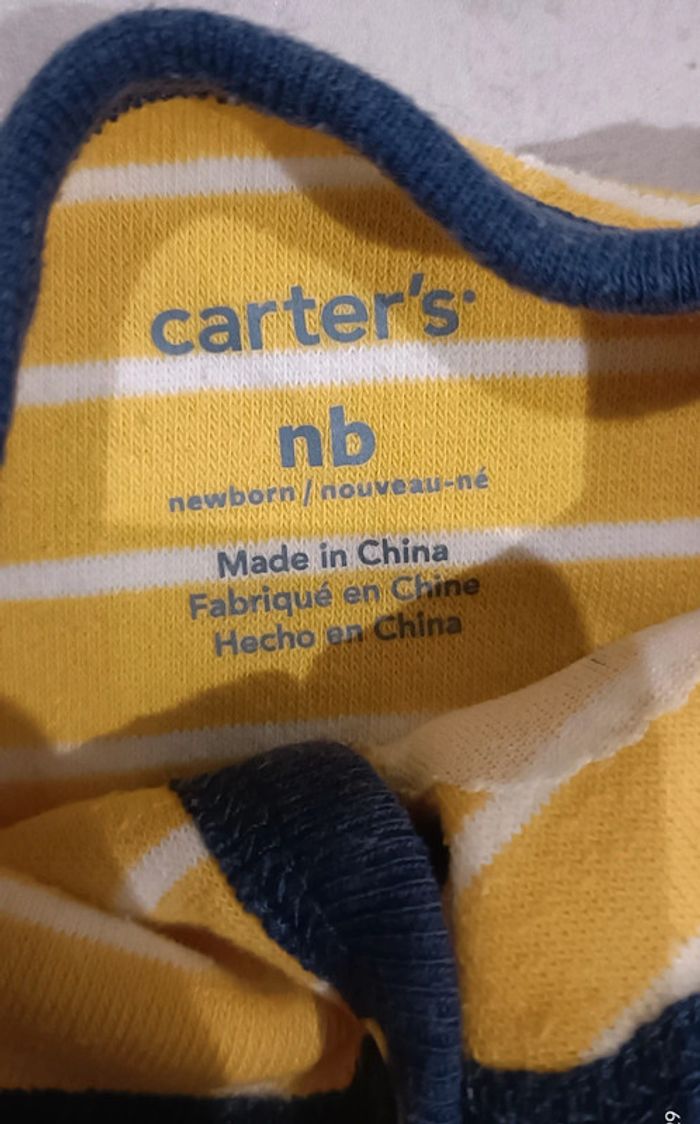 carter's
nb
newborn / nouveau-né
Made in China
Fabriqué en Chine
Hecho en China